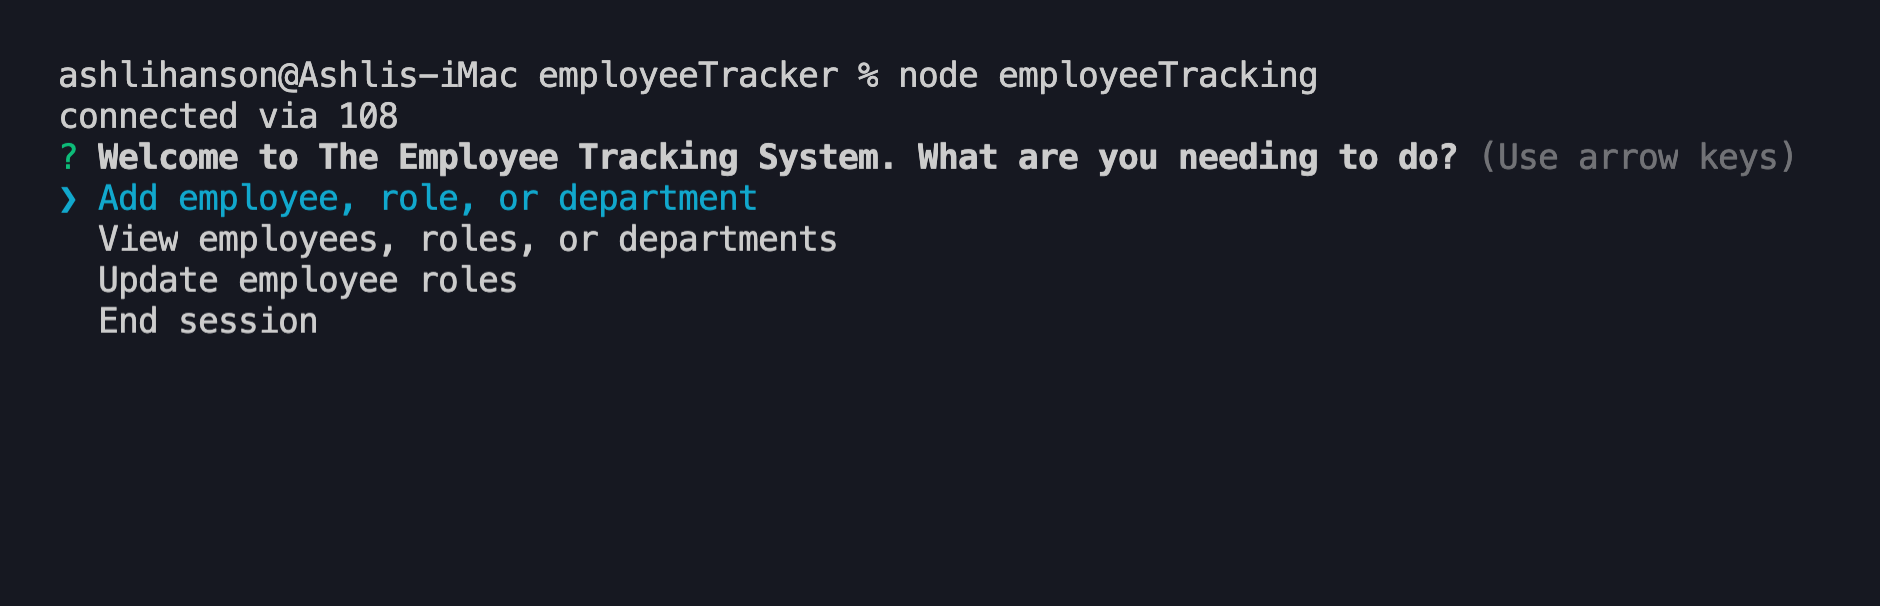 ashlihanson@Ashlis-iMac employeeTracker % node employeeTracking
connected via 108
? Welcome to The Employee Tracking System. What are you needing to do? (Use arrow keys)
❯ Add employee, role, or department
View employees, roles, or departments
Update employee roles
End session